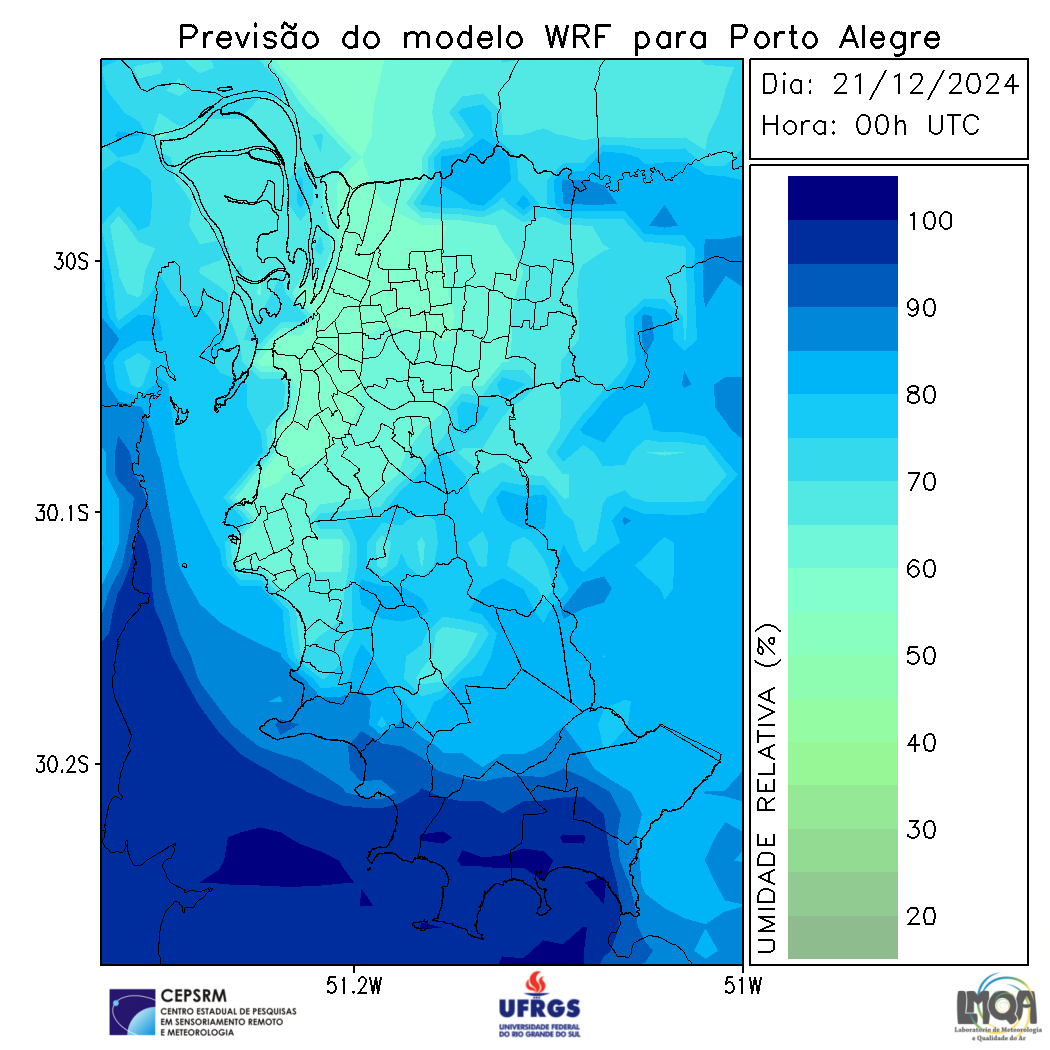 Previsão do modelo WRF para Porto Alegre
Dia: 21/12/2024
Hora: 00h UTC
30S
30.1S
30.2S
51.2W
51W
100
90
80
70
60
50
40
30
20
UMIDADE RELATIVA (%)
CEPSRM
CENTRO ESTADUAL DE PESQUISAS
EM SENSORIAMENTO REMOTO
E METEOROLOGIA
UFRGS
UNIVERSIDADE FEDERAL
DO RIO GRANDE DO SUL
LMQA
Laboratório de Meteorologia
e Qualidade do Ar